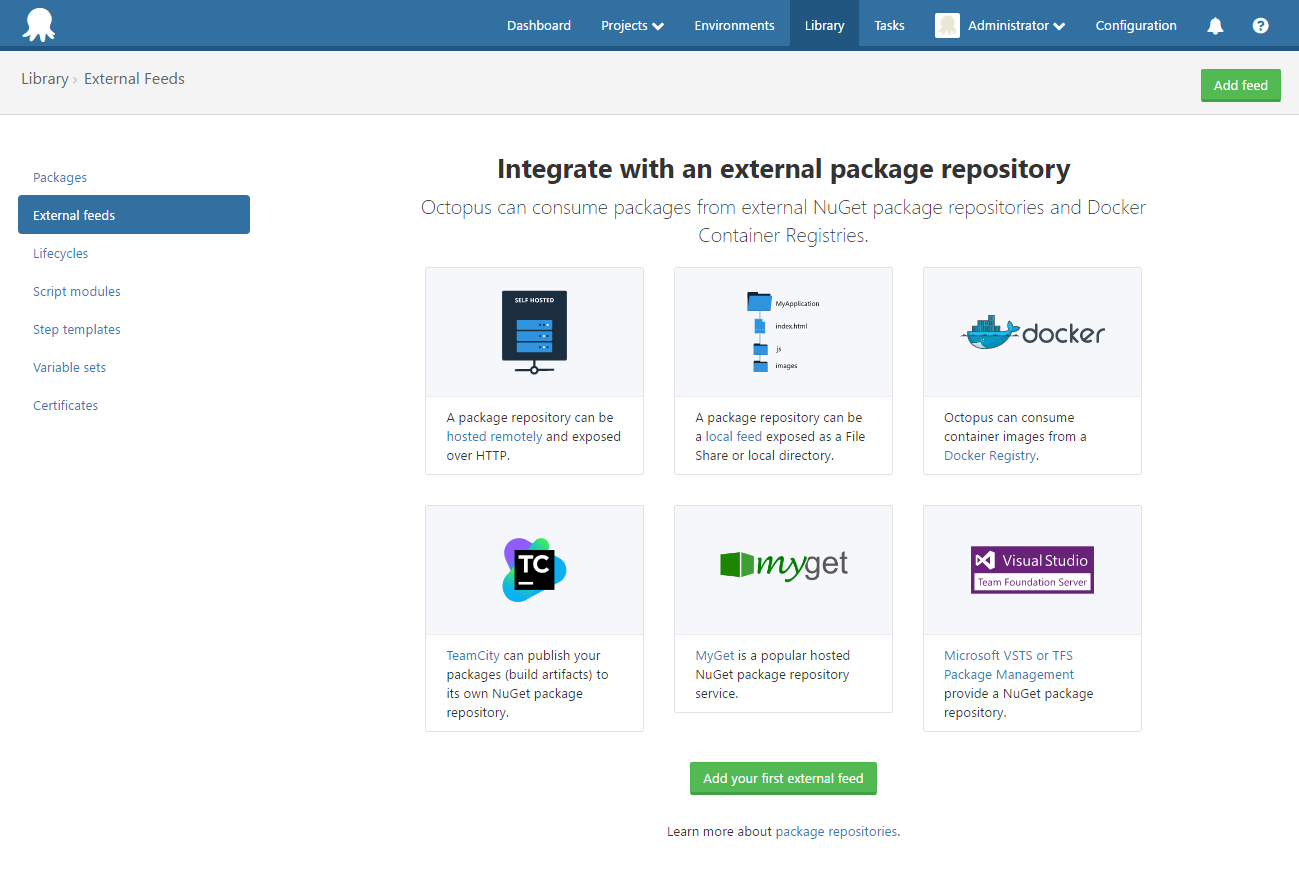 Dashboard Projects Environments Library Tasks Administrator Configuration ?
Library › External Feeds
Add feed
Packages
External feeds
Lifecycles
Script modules
Step templates
Variable sets
Certificates
Integrate with an external package repository
Octopus can consume packages from external NuGet package repositories and Docker
Container Registries.
SELF HOSTED
A package repository can be
hosted remotely and exposed
over HTTP.
MyApplication
index.html
js
images
A package repository can be
a local feed exposed as a File
Share or local directory.
docker
Octopus can consume
container images from a
Docker Registry.
TC
TeamCity can publish your
packages (build artifacts) to
its own NuGet package
repository.
myget
MyGet is a popular hosted
NuGet package repository
service.
Visual Studio
Team Foundation Server
Microsoft VSTS or TFS
Package Management
provide a NuGet package
repository.
Add your first external feed
Learn more about package repositories.